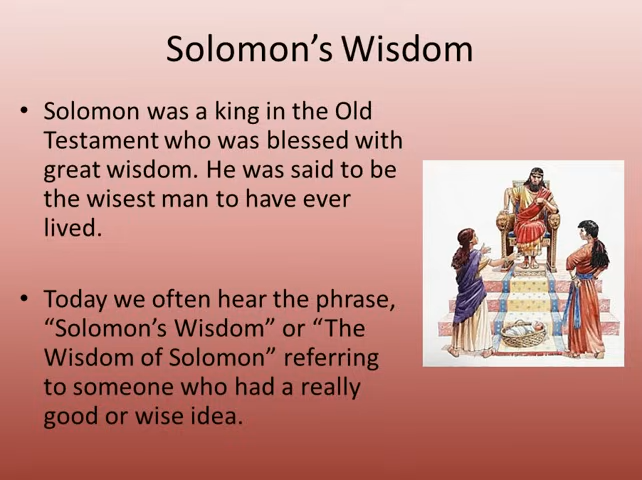 Solomon’s Wisdom
• Solomon was a king in the Old
Testament who was blessed with
great wisdom. He was said to be
the wisest man to have ever
lived.
• Today we often hear the phrase,
“Solomon’s Wisdom” or “The
Wisdom of Solomon” referring
to someone who had a really
good or wise idea.